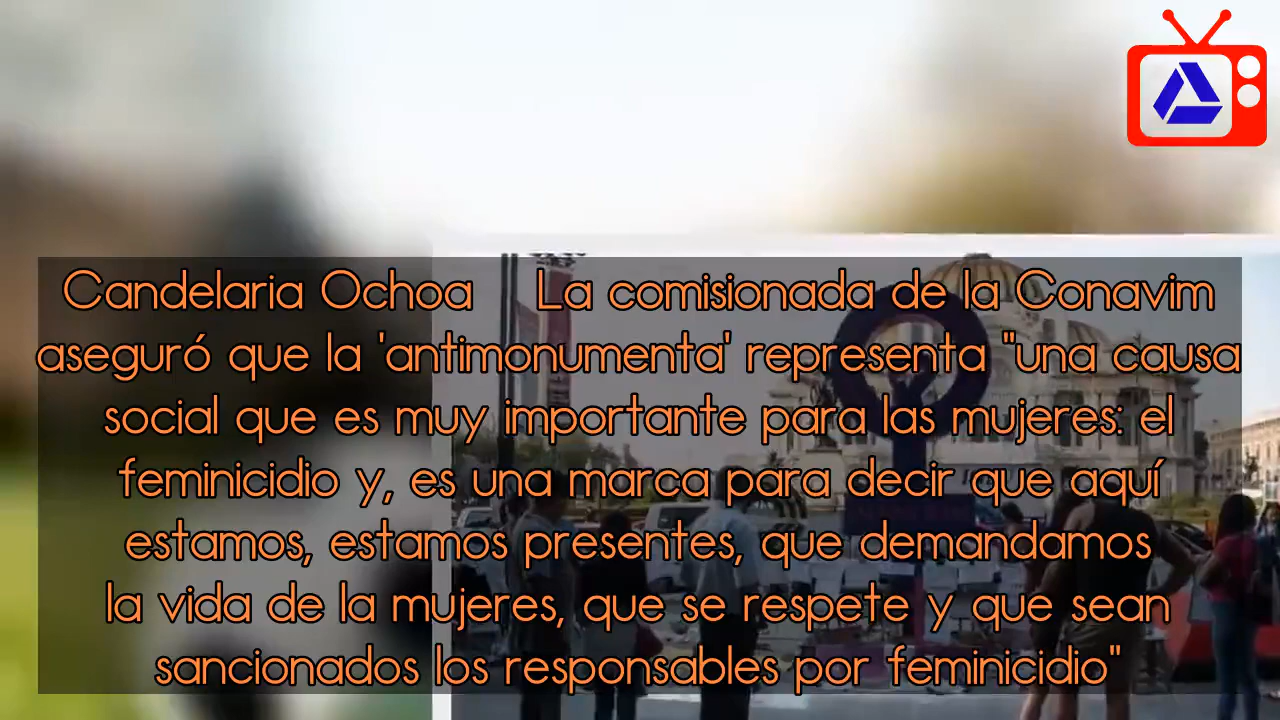 Candelaria Ochoa La comisionada de la Conavim
aseguró que la 'antimonumenta' representa "una causa
social que es muy importante para las mujeres: el
feminicidio y, es una marca para decir que aquí
estamos, estamos presentes, que demandamos
la vida de la mujeres, que se respete y que sean
sancionados los responsables por feminicidio"